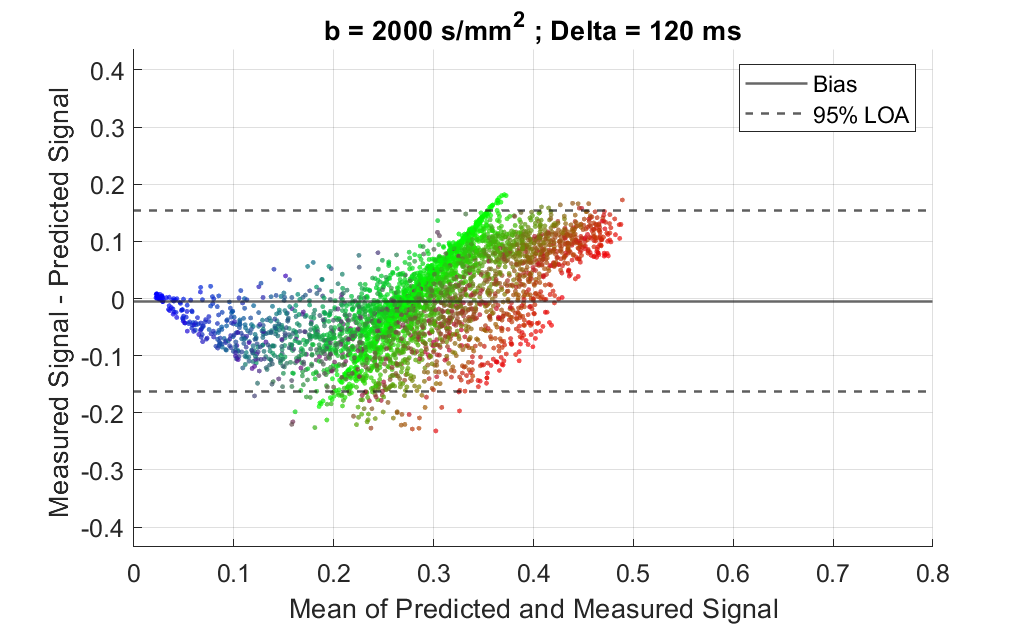 b = 2000 s/mm2 ; Delta = 120 ms
Bias
95% LOA
Measured Signal - Predicted Signal
0.4
0.3
0.2
0.1
0
-0.1
-0.2
-0.3
-0.4
0 0.1 0.2 0.3 0.4 0.5 0.6 0.7 0.8
Mean of Predicted and Measured Signal